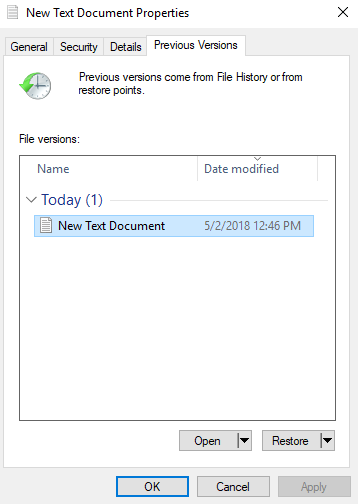 New Text Document Properties
General Security Details Previous Versions
Previous versions come from File History or from
restore points.
File versions:
Name Date modified
Today (1)
New Text Document 5/2/2018 12:46 PM
Open Restore
OK Cancel Apply